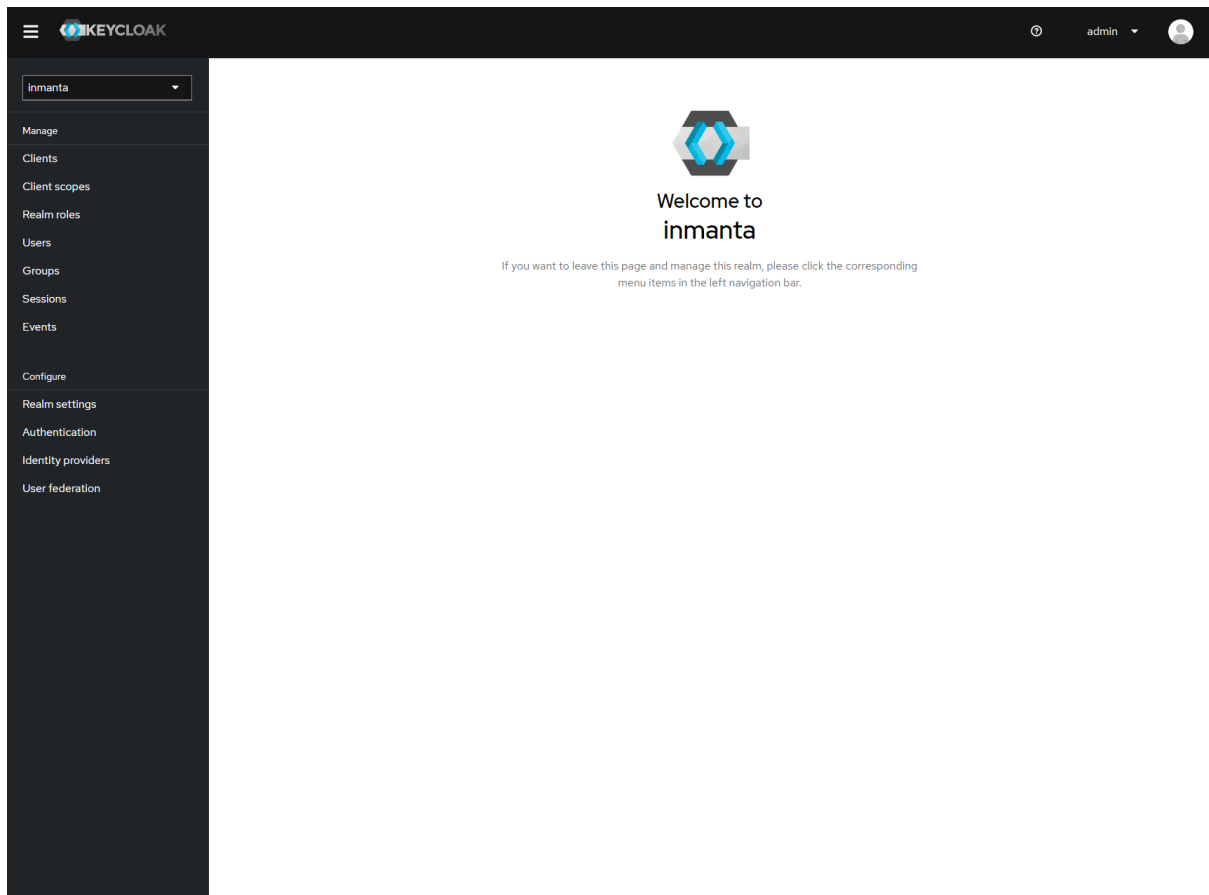 KEYCLOAK
admin
inmanta
Manage
Clients
Client scopes
Realm roles
Users
Groups
Sessions
Events
Configure
Realm settings
Authentication
Identity providers
User federation
Welcome to
inmanta
If you want to leave this page and manage this realm, please click the corresponding
menu items in the left navigation bar.